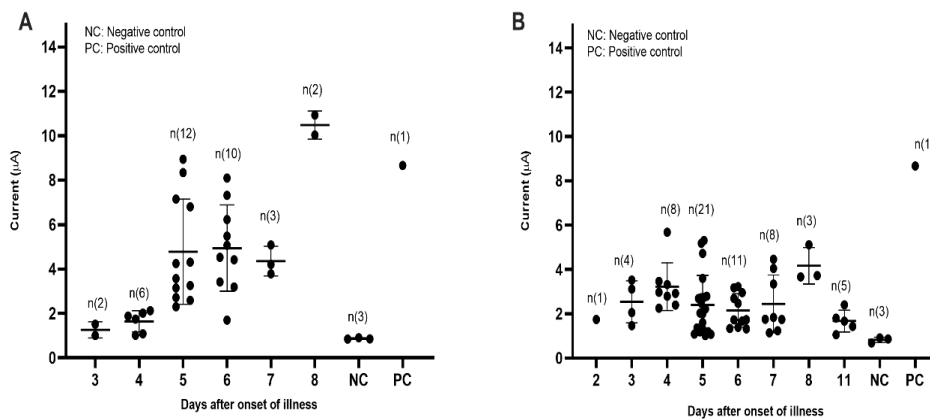 A
NC: Negative control
PC: Positive control
14
12
10
8
6
4
2
0
Current (µA)
n(2)
n(6)
n(12)
n(10)
n(3)
n(2)
n(3)
n(1)
3 4 5 6 7 8 NC PC
Days after onset of illness
B
NC: Negative control
PC: Positive control
14
12
10
8
6
4
2
0
Current (µA)
n(1)
n(4)
n(8)
n(21)
n(11)
n(8)
n(3)
n(5)
n(3)
n(1
2 3 4 5 6 7 8 11 NC PC
Days after onset of illness